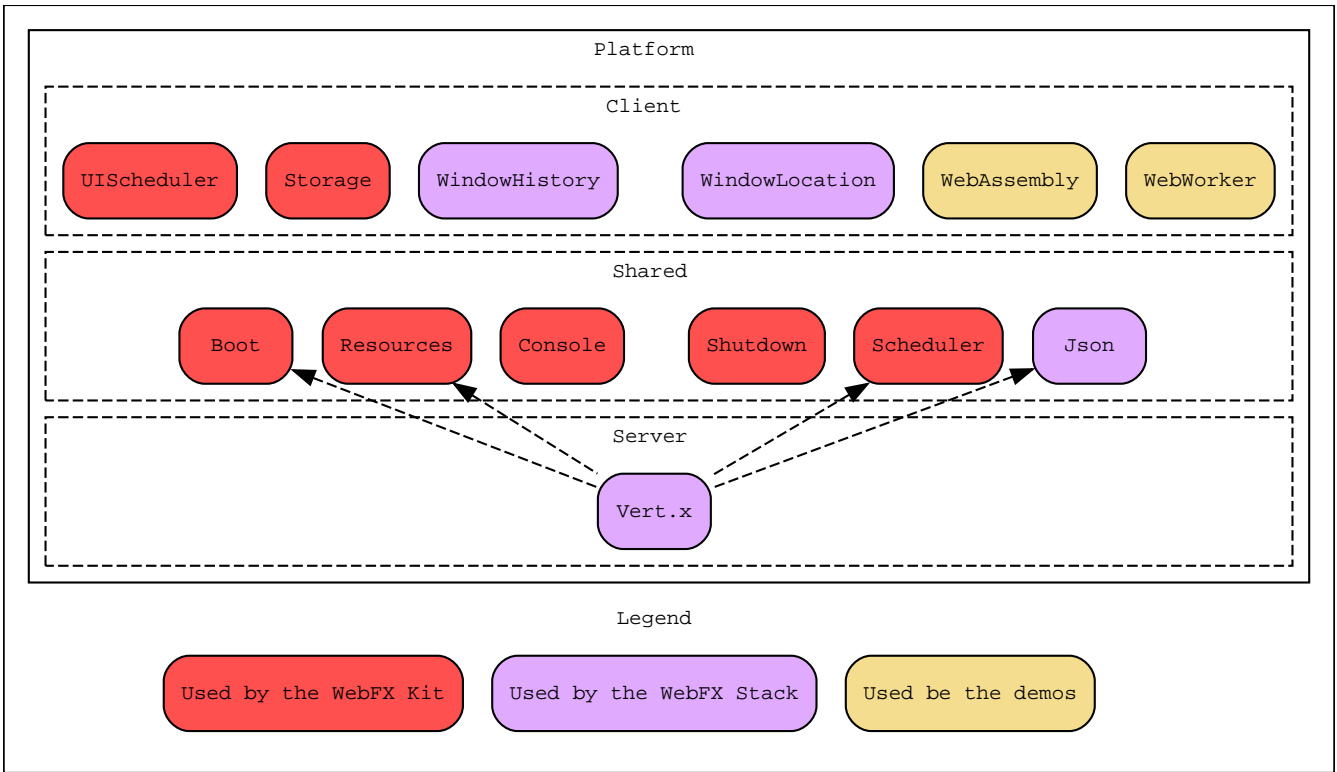 Platform
Client
UIScheduler Storage WindowHistory WindowLocation WebAssembly WebWorker
Shared
Boot Resources Console Shutdown Scheduler Json
Server
Vert.x
Legend
Used by the WebFX Kit Used by the WebFX Stack Used be the demos